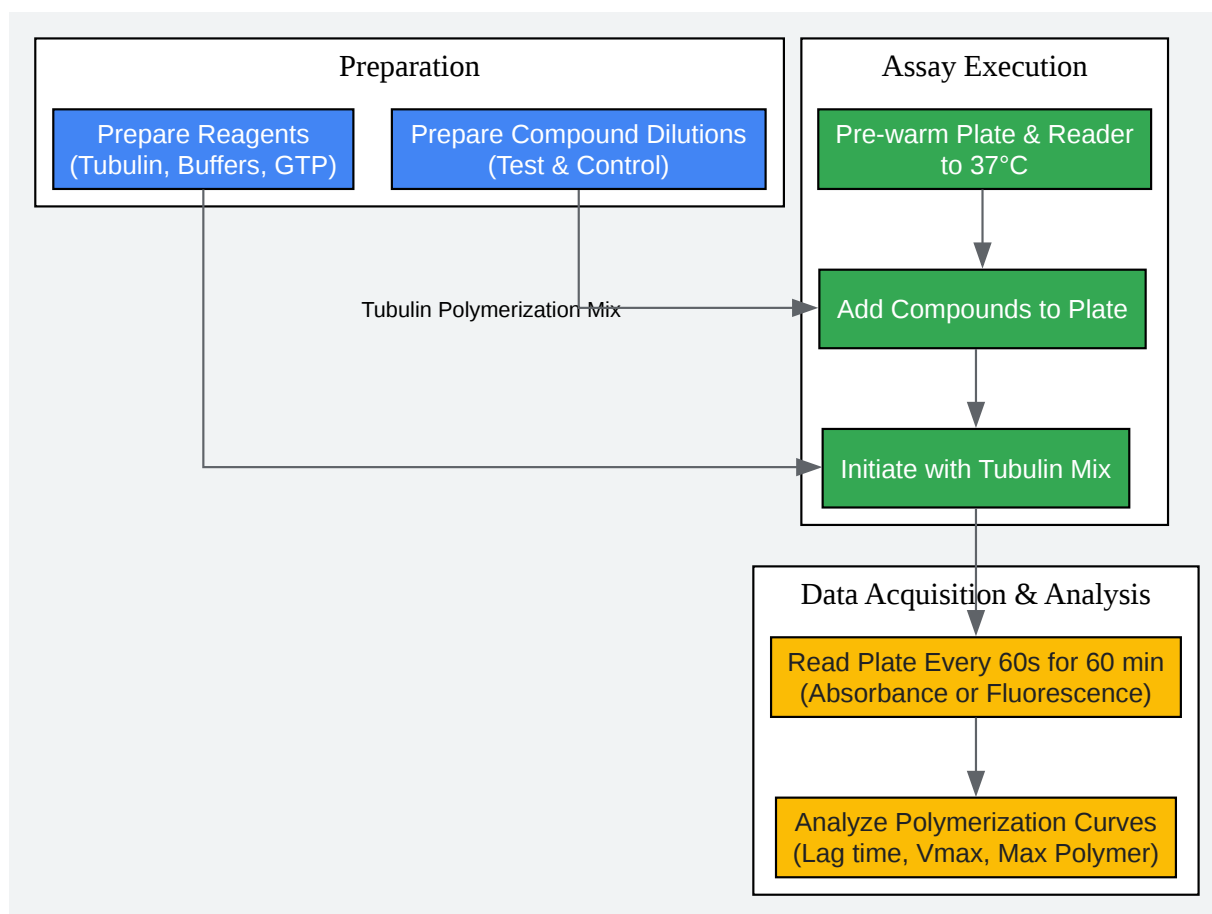 Preparation
Prepare Reagents
(Tubulin, Buffers, GTP)
Prepare Compound Dilutions
(Test & Control)
Assay Execution
Pre-warm Plate & Reader
to 37°C
Tubulin Polymerization Mix
Add Compounds to Plate
Initiate with Tubulin Mix
Data Acquisition & Analysis
Read Plate Every 60s for 60 min
(Absorbance or Fluorescence)
Analyze Polymerization Curves
(Lag time, Vmax, Max Polymer)